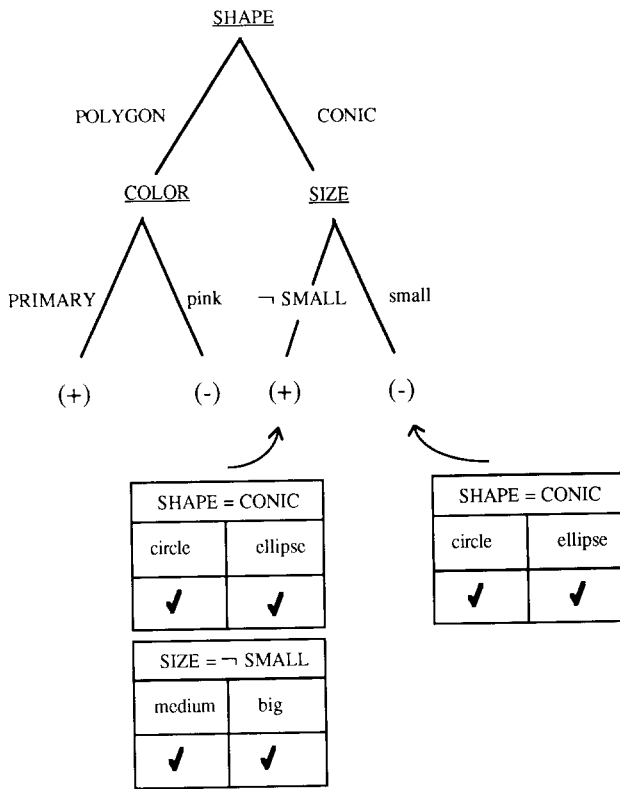 SHAPE
POLYGON CONIC
COLOR SIZE
PRIMARY pink ¬ SMALL small
(+) (-) (+) (-)
SHAPE = CONIC SHAPE = CONIC
circle ellipse circle ellipse
✓ ✓ ✓ ✓
SIZE = ¬ SMALL
medium big
✓ ✓